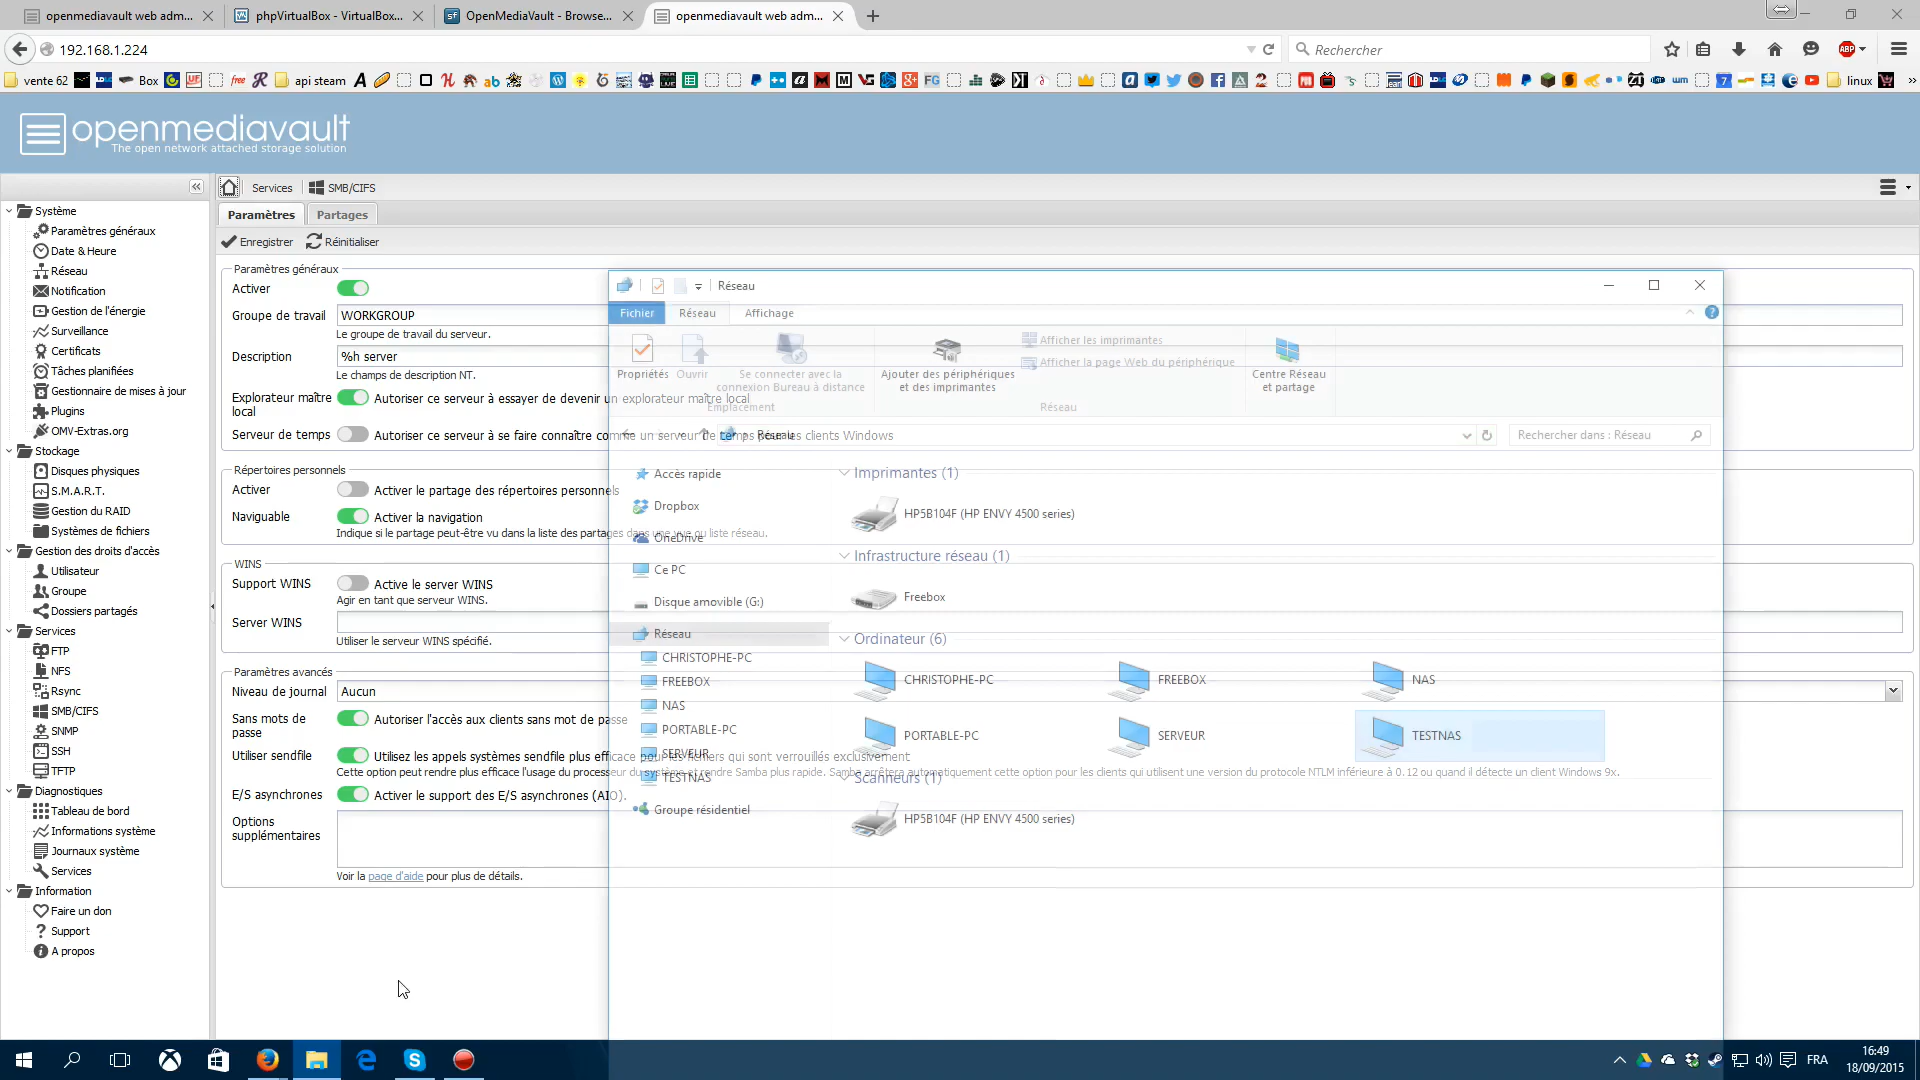 openmediavault web adm...
phpVirtualBox - VirtualBox...
OpenMediaVault - Browse...
openmediavault web adm...
192.168.1.224
Rechercher
vente 62
Box
free
api steam
linux
openmediavault
The open network attached storage solution
Services
SMB/CIFS
Paramètres
Partages
Enregistrer
Réinitialiser
Système
Paramètres généraux
Date & Heure
Réseau
Notification
Gestion de l'énergie
Surveillance
Certificats
Tâches planifiées
Gestionnaire de mises à jour
Plugins
OMV-Extras.org
Stockage
Disques physiques
S.M.A.R.T.
Gestion du RAID
Systèmes de fichiers
Gestion des droits d'accès
Utilisateur
Groupe
Dossiers partagés
Services
FTP
NFS
Rsync
SMB/CIFS
SNMP
SSH
TFTP
Diagnostiques
Tableau de bord
Informations système
Journaux système
Services
Information
Faire un don
Support
A propos
Paramètres généraux
Activer
Groupe de travail
WORKGROUP
Le groupe de travail du serveur.
Description
%h server
Le champs de description NT.
Explorateur maître local
Autoriser ce serveur à essayer de devenir un explorateur maître local
Serveur de temps
Autoriser ce serveur à se faire connaître comme un serveur de temps pour les clients Windows
Répertoires personnels
Activer
Activer le partage des répertoires personnels
Naviguable
Activer la navigation
Indique si le partage peut-être vu dans la liste des partages dans une vue ou liste réseau.
WINS
Support WINS
Active le server WINS
Agir en tant que serveur WINS.
Server WINS
Utiliser le serveur WINS spécifié.
Paramètres avancés
Niveau de journal
Aucun
Sans mots de passe
Autoriser l'accès aux clients sans mot de passe
Utiliser sendfile
Utilisez les appels systèmes sendfile plus efficace pour les fichiers qui sont verrouillés exclusivement
Cette option peut rendre plus efficace l'usage du processeur du système et rendre Samba plus rapide. Samba arrêtera automatiquement cette option pour les clients qui utilisent une version du protocole NTLM inférieure à 0.12 ou quand il détecte un client Windows 9x.
E/S asynchrones
Activer le support des E/S asynchrones (AIO).
Options supplémentaires
Voir la page d'aide pour plus de détails.
Réseau
Fichier
Réseau
Affichage
Propriétés
Ouvrir
Se connecter avec la connexion Bureau à distance
Emplacement
Ajouter des périphériques et des imprimantes
Afficher les imprimantes
Afficher la page Web du périphérique
Réseau
Centre Réseau et partage
Réseau
Rechercher dans : Réseau
Accès rapide
Dropbox
OneDrive
Ce PC
Disque amovible (G:)
Réseau
CHRISTOPHE-PC
FREEBOX
NAS
PORTABLE-PC
SERVEUR
TESTNAS
Groupe résidentiel
Imprimantes (1)
HP5B104F (HP ENVY 4500 series)
Infrastructure réseau (1)
Freebox
Ordinateur (6)
CHRISTOPHE-PC
FREEBOX
NAS
PORTABLE-PC
SERVEUR
TESTNAS
Scanneurs (1)
HP5B104F (HP ENVY 4500 series)
FRA
16:49
18/09/2015